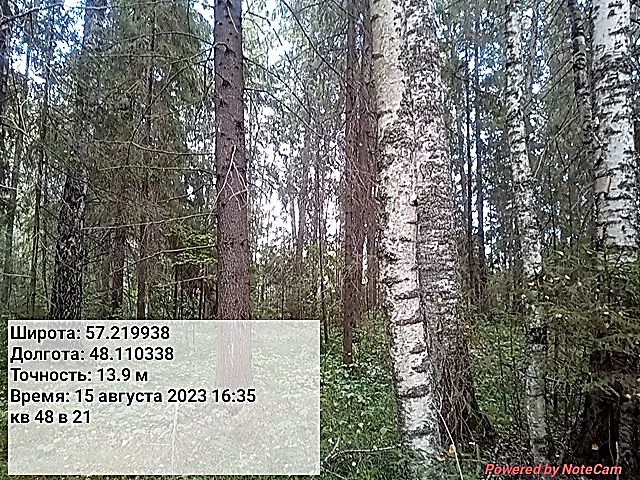 Широта: 57.219938
Долгота: 48.110338
Точность: 13.9 м
Время: 15 августа 2023 16:35
кв 48 в 21
Powered by NoteCam